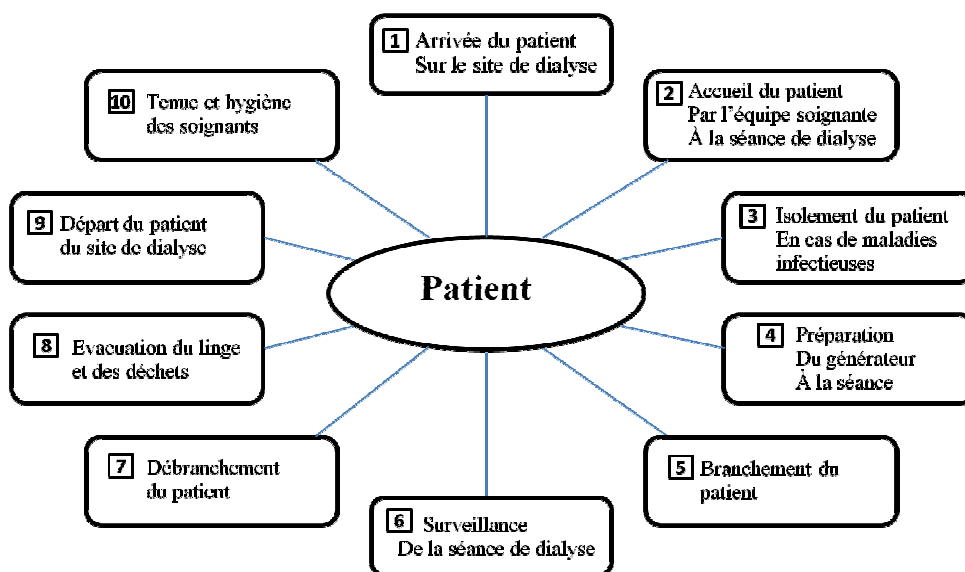 1 Arrivée du patient
Sur le site de dialyse
2 Accueil du patient
Par l'équipe soignante
À la séance de dialyse
3 Isolement du patient
En cas de maladies
infectieuses
4 Préparation
Du générateur
À la séance
5 Branchement du
patient
6 Surveillance
De la séance de dialyse
7 Débranchement
du patient
8 Evacuation du linge
et des déchets
9 Départ du patient
du site de dialyse
10 Tenue et hygiène
des soignants
Patient